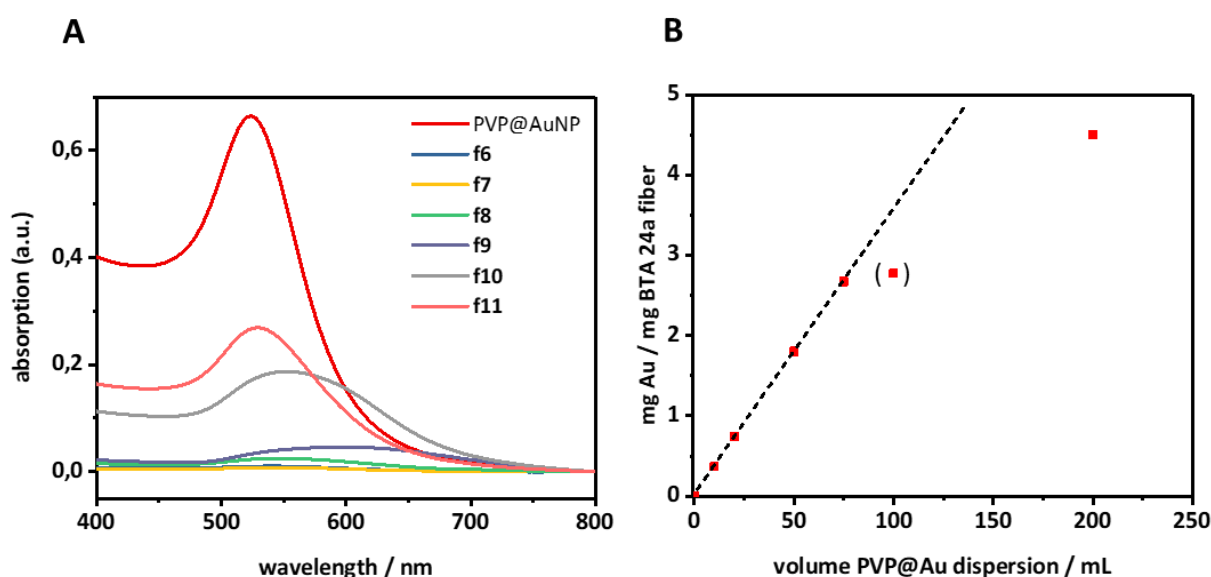 A
absorption (a.u.)
0,6
0,4
0,2
0,0
400
500
600
700
800
wavelength / nm
PVP@AuNP
f6
f7
f8
f9
f10
f11
B
mg Au / mg BTA 24a fiber
5
4
3
2
1
0
( )
0
50
100
150
200
250
volume PVP@Au dispersion / mL